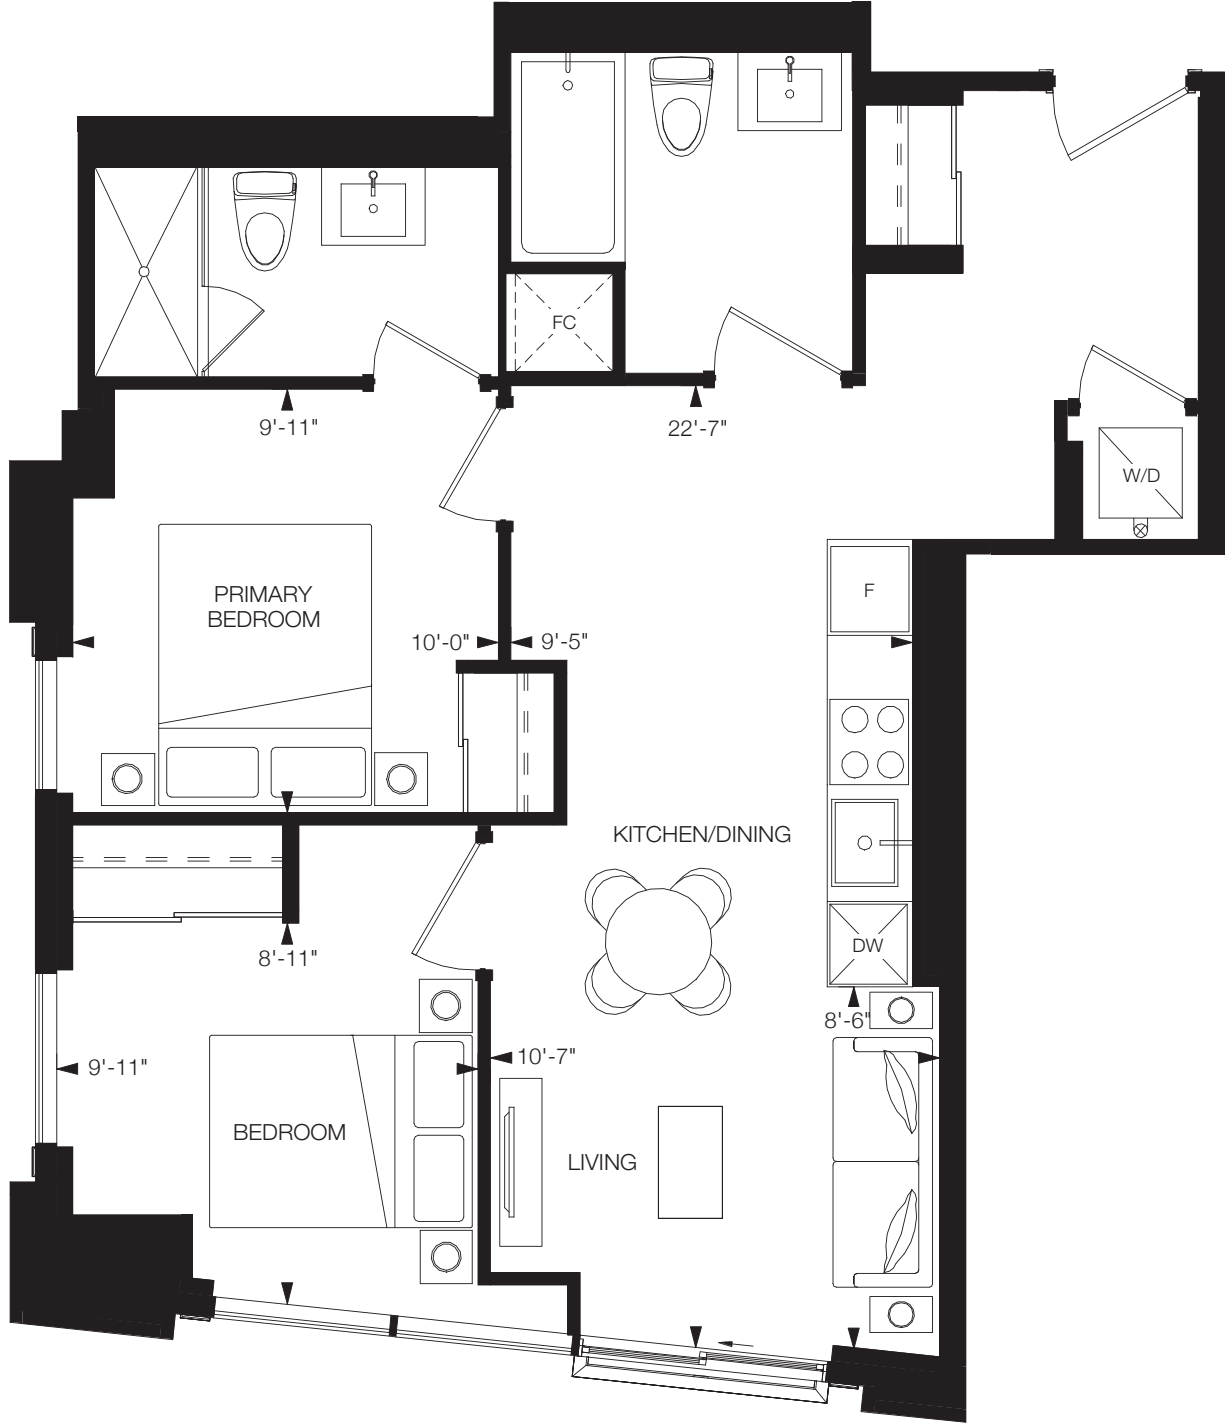 FC
9'-11"
22'-7"
W/D
PRIMARY
BEDROOM
F
10'-0"
9'-5"
KITCHEN/DINING
DW
8'-11"
8'-6"
9'-11"
10'-7"
BEDROOM
LIVING